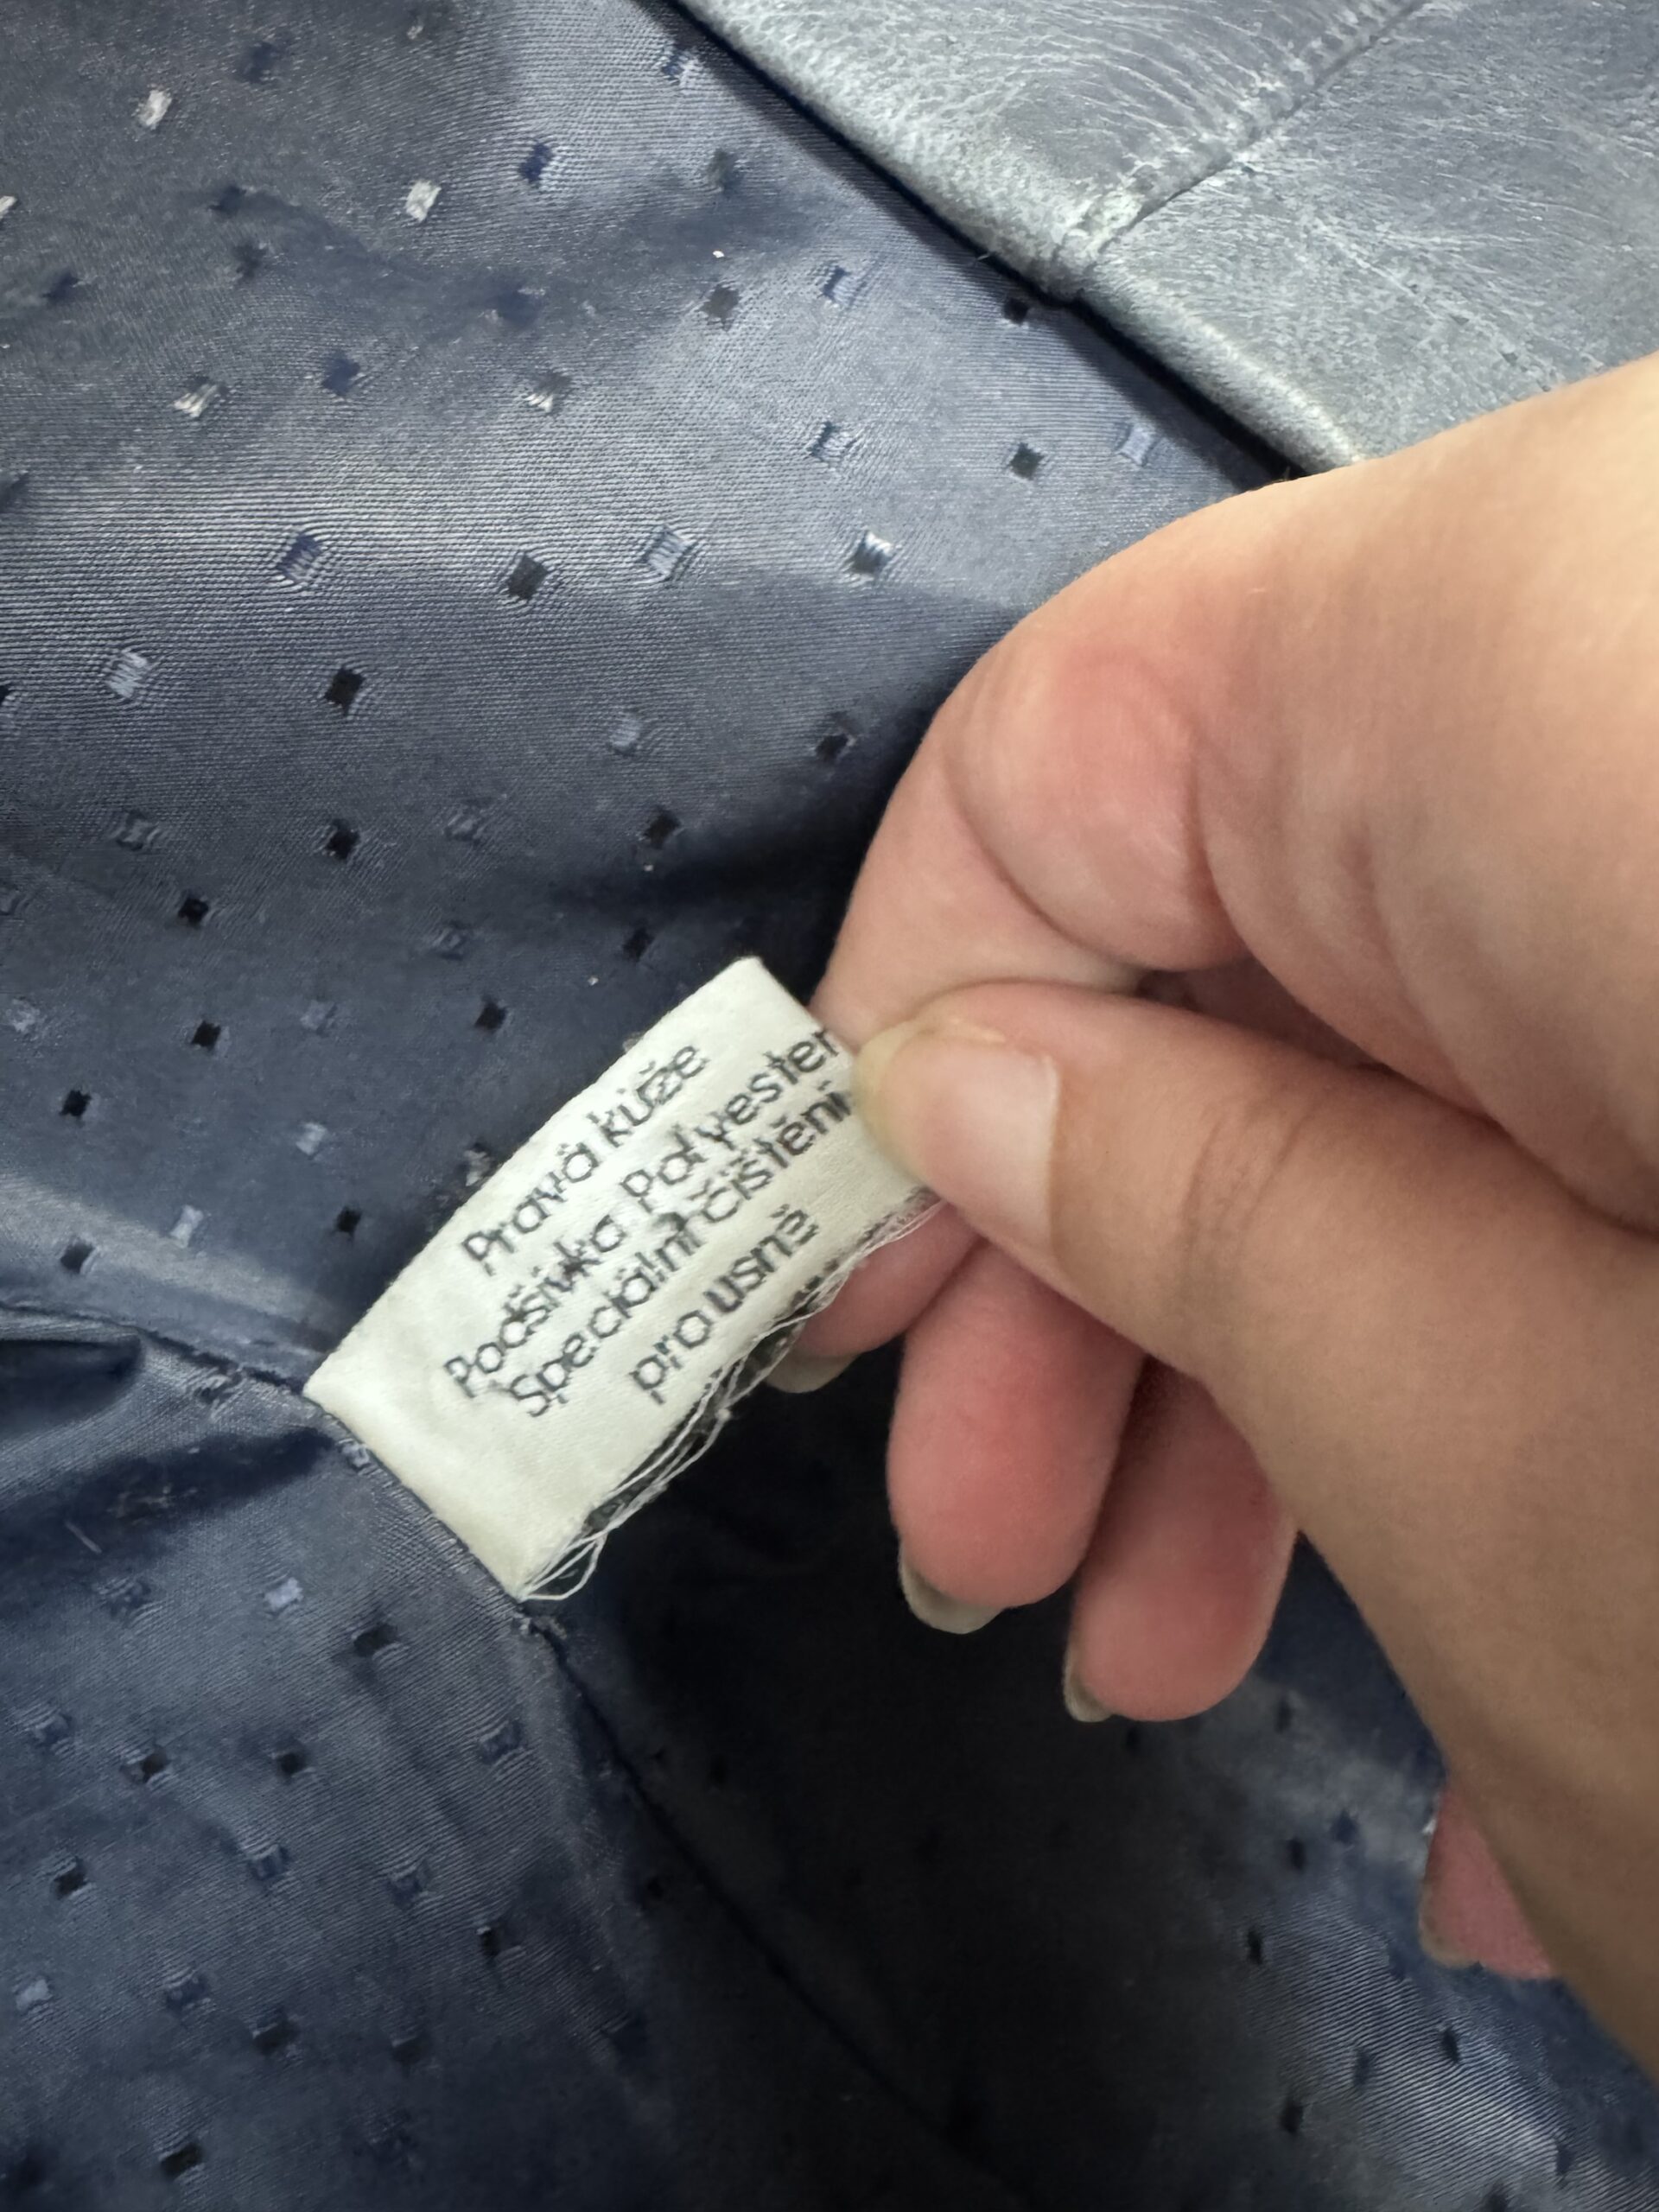 Pravá kůže
Podšívka Polyester
Speciální čištění
pro usně